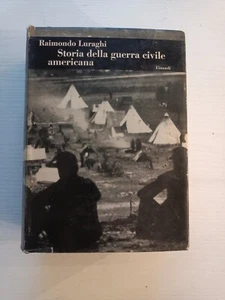 Raimondo Luraghi
Storia della guerra civile
americana
Einaudi